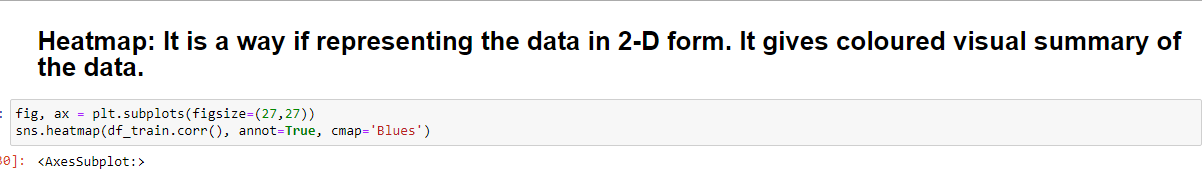 Heatmap: It is a way if representing the data in 2-D form. It gives coloured visual summary of
the data.
: fig, ax = plt.subplots(figsize=(27,27))
sns.heatmap(df_train.corr(), annot=True, cmap='Blues')
30]: <AxesSubplot:>